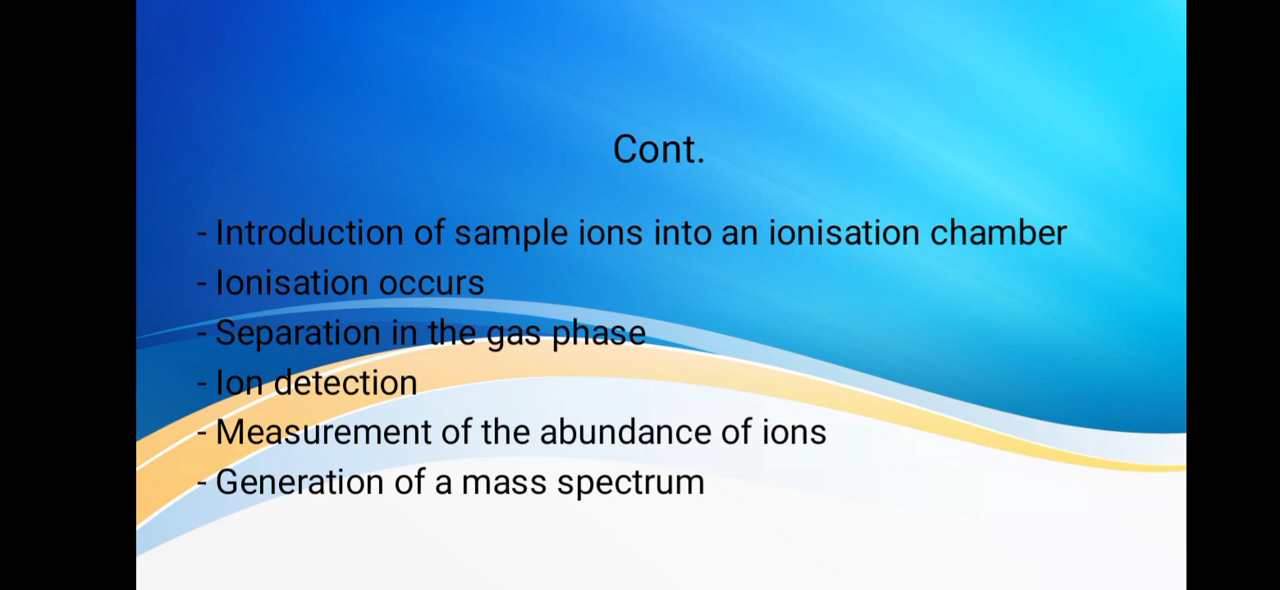 Cont.
- Introduction of sample ions into an ionisation chamber
- Ionisation occurs
- Separation in the gas phase
- Ion detection
- Measurement of the abundance of ions
- Generation of a mass spectrum